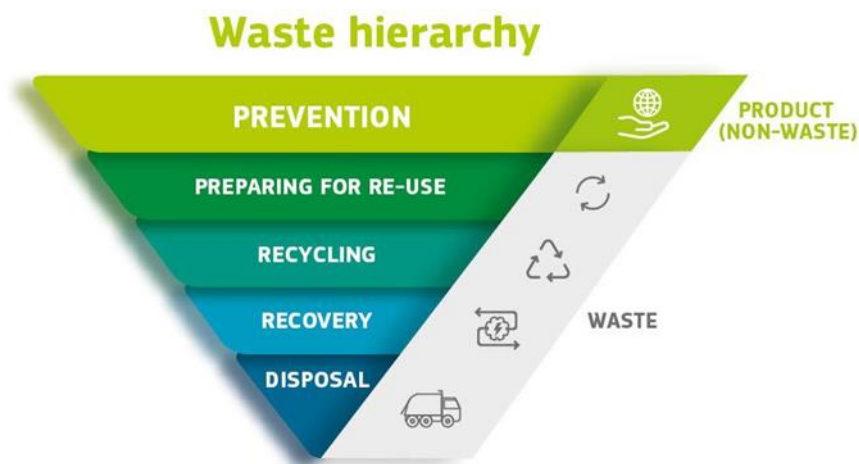 Waste hierarchy
PREVENTION
PRODUCT
(NON-WASTE)
PREPARING FOR RE-USE
RECYCLING
RECOVERY
WASTE
DISPOSAL